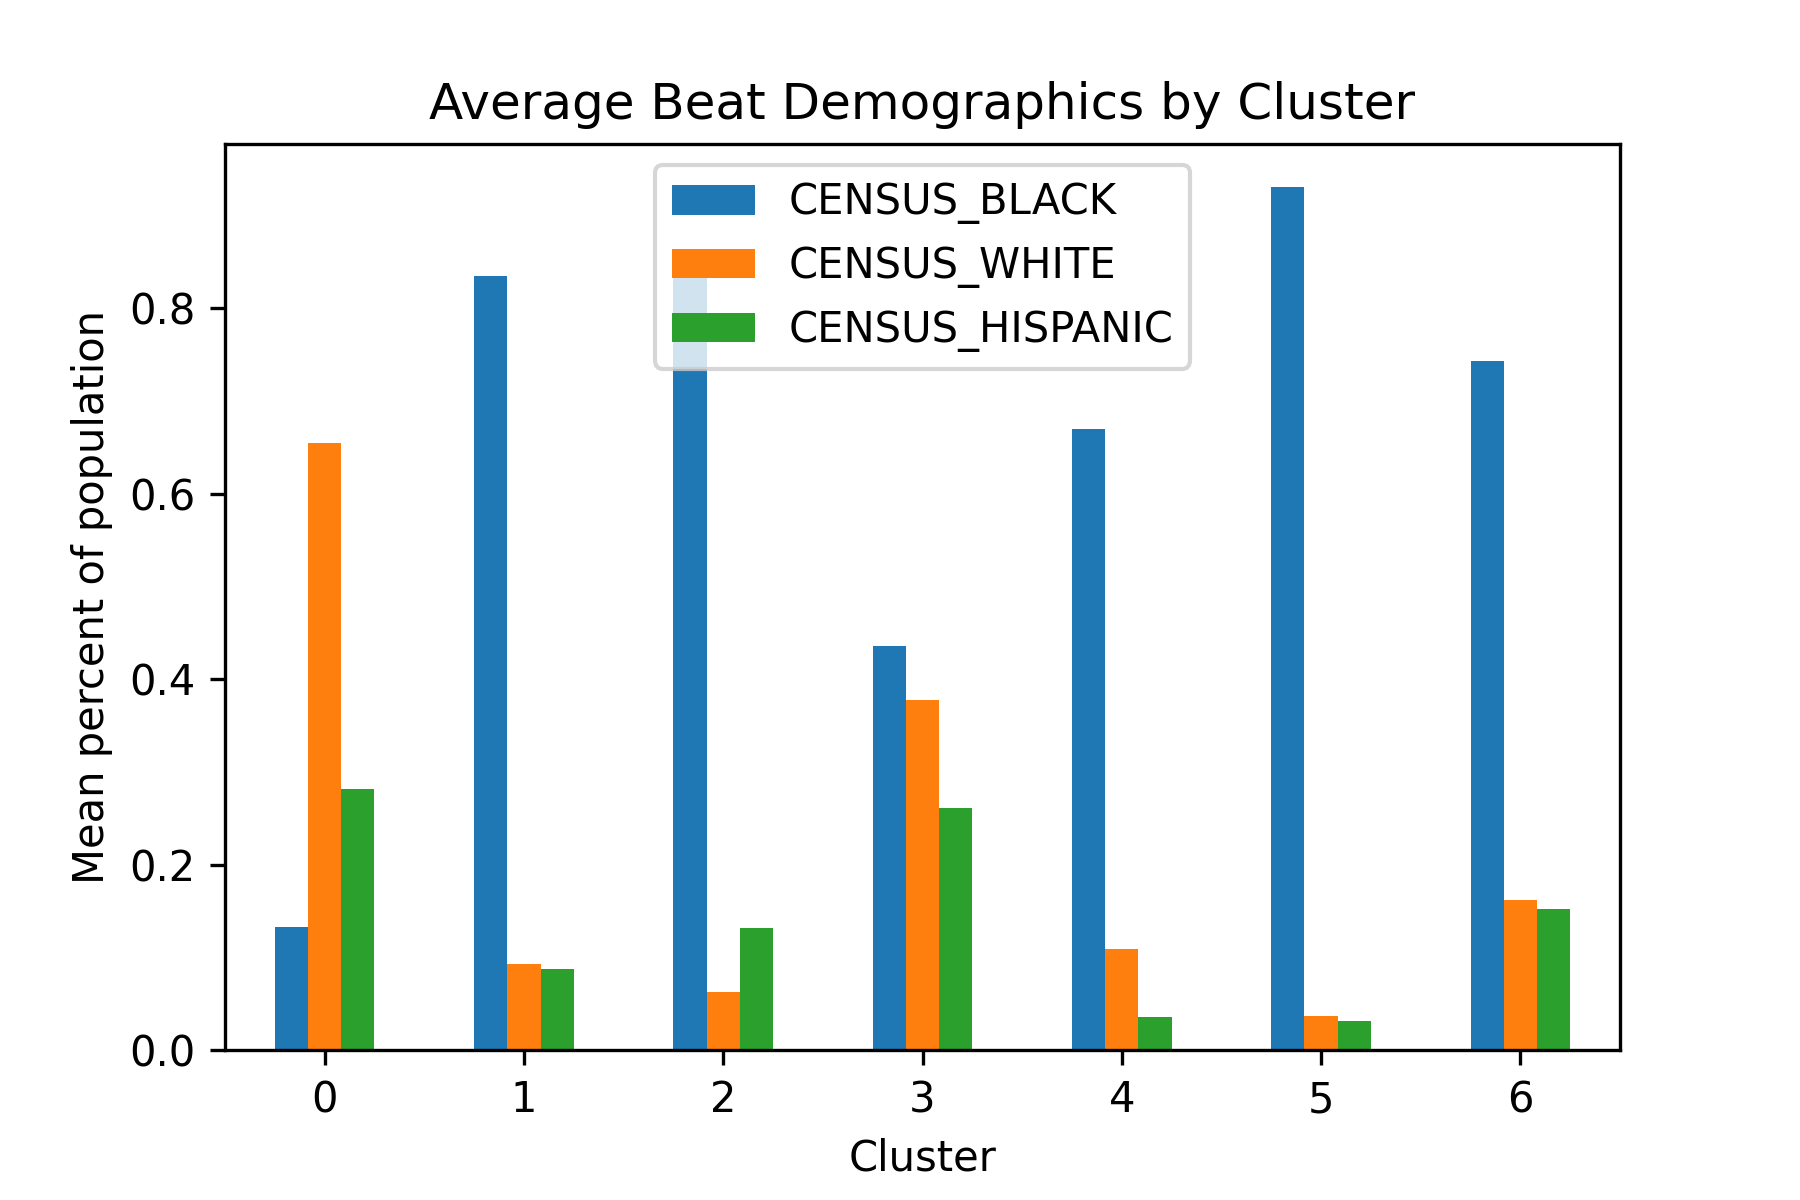 Average Beat Demographics by Cluster
CENSUS_BLACK
CENSUS_WHITE
CENSUS_HISPANIC
Mean percent of population
0.8
0.6
0.4
0.2
0.0
0 1 2 3 4 5 6
Cluster